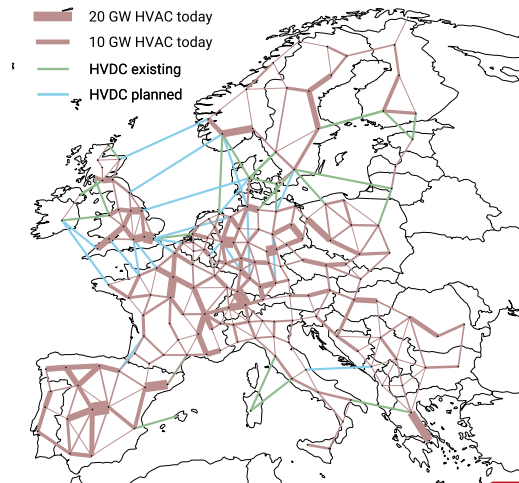 20 GW HVAC today
10 GW HVAC today
HVDC existing
HVDC planned